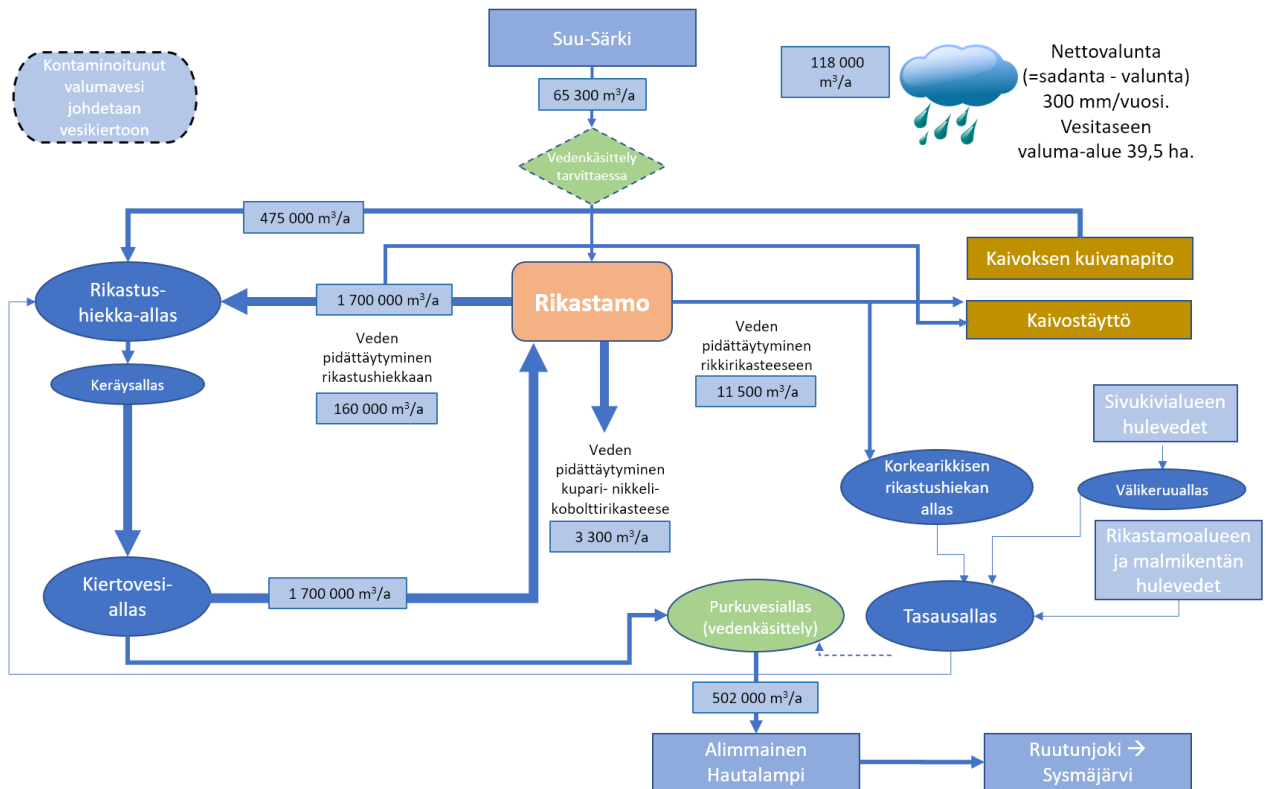 Suu-Särki
65 300 m³/a
Vedenkäsittely
tarvittaessa
Kontaminoitunut
valumavesi
johdetaan
vesikiertoon
118 000
m³/a
Nettovalunta
(=sadanta - valunta)
300 mm/vuosi.
Vesitaseen
valuma-alue 39,5 ha.
475 000 m³/a
Kaivoksen kuivanapito
Rikastus-
hiekka-allas
1 700 000 m³/a
Rikastamo
Kaivostäyttö
Veden
pidättäytyminen
rikastushiekkaan
160 000 m³/a
Veden
pidättäytyminen
rikkirikasteeseen
11 500 m³/a
Keräysallas
Sivukivialueen
hulevedet
Veden
pidättäytyminen
kupari- nikkeli-
kobolttirikasteese
3 300 m³/a
Korkearikkisen
rikastushiekan
allas
Välikeruuallas
Rikastamoalueen
ja malmikentän
hulevedet
Kiertovesi-
allas
1 700 000 m³/a
Purkuvesiallas
(vedenkäsittely)
Tasausallas
502 000 m³/a
Alimmainen
Hautalampi
Ruutunjoki →
Sysmäjärvi